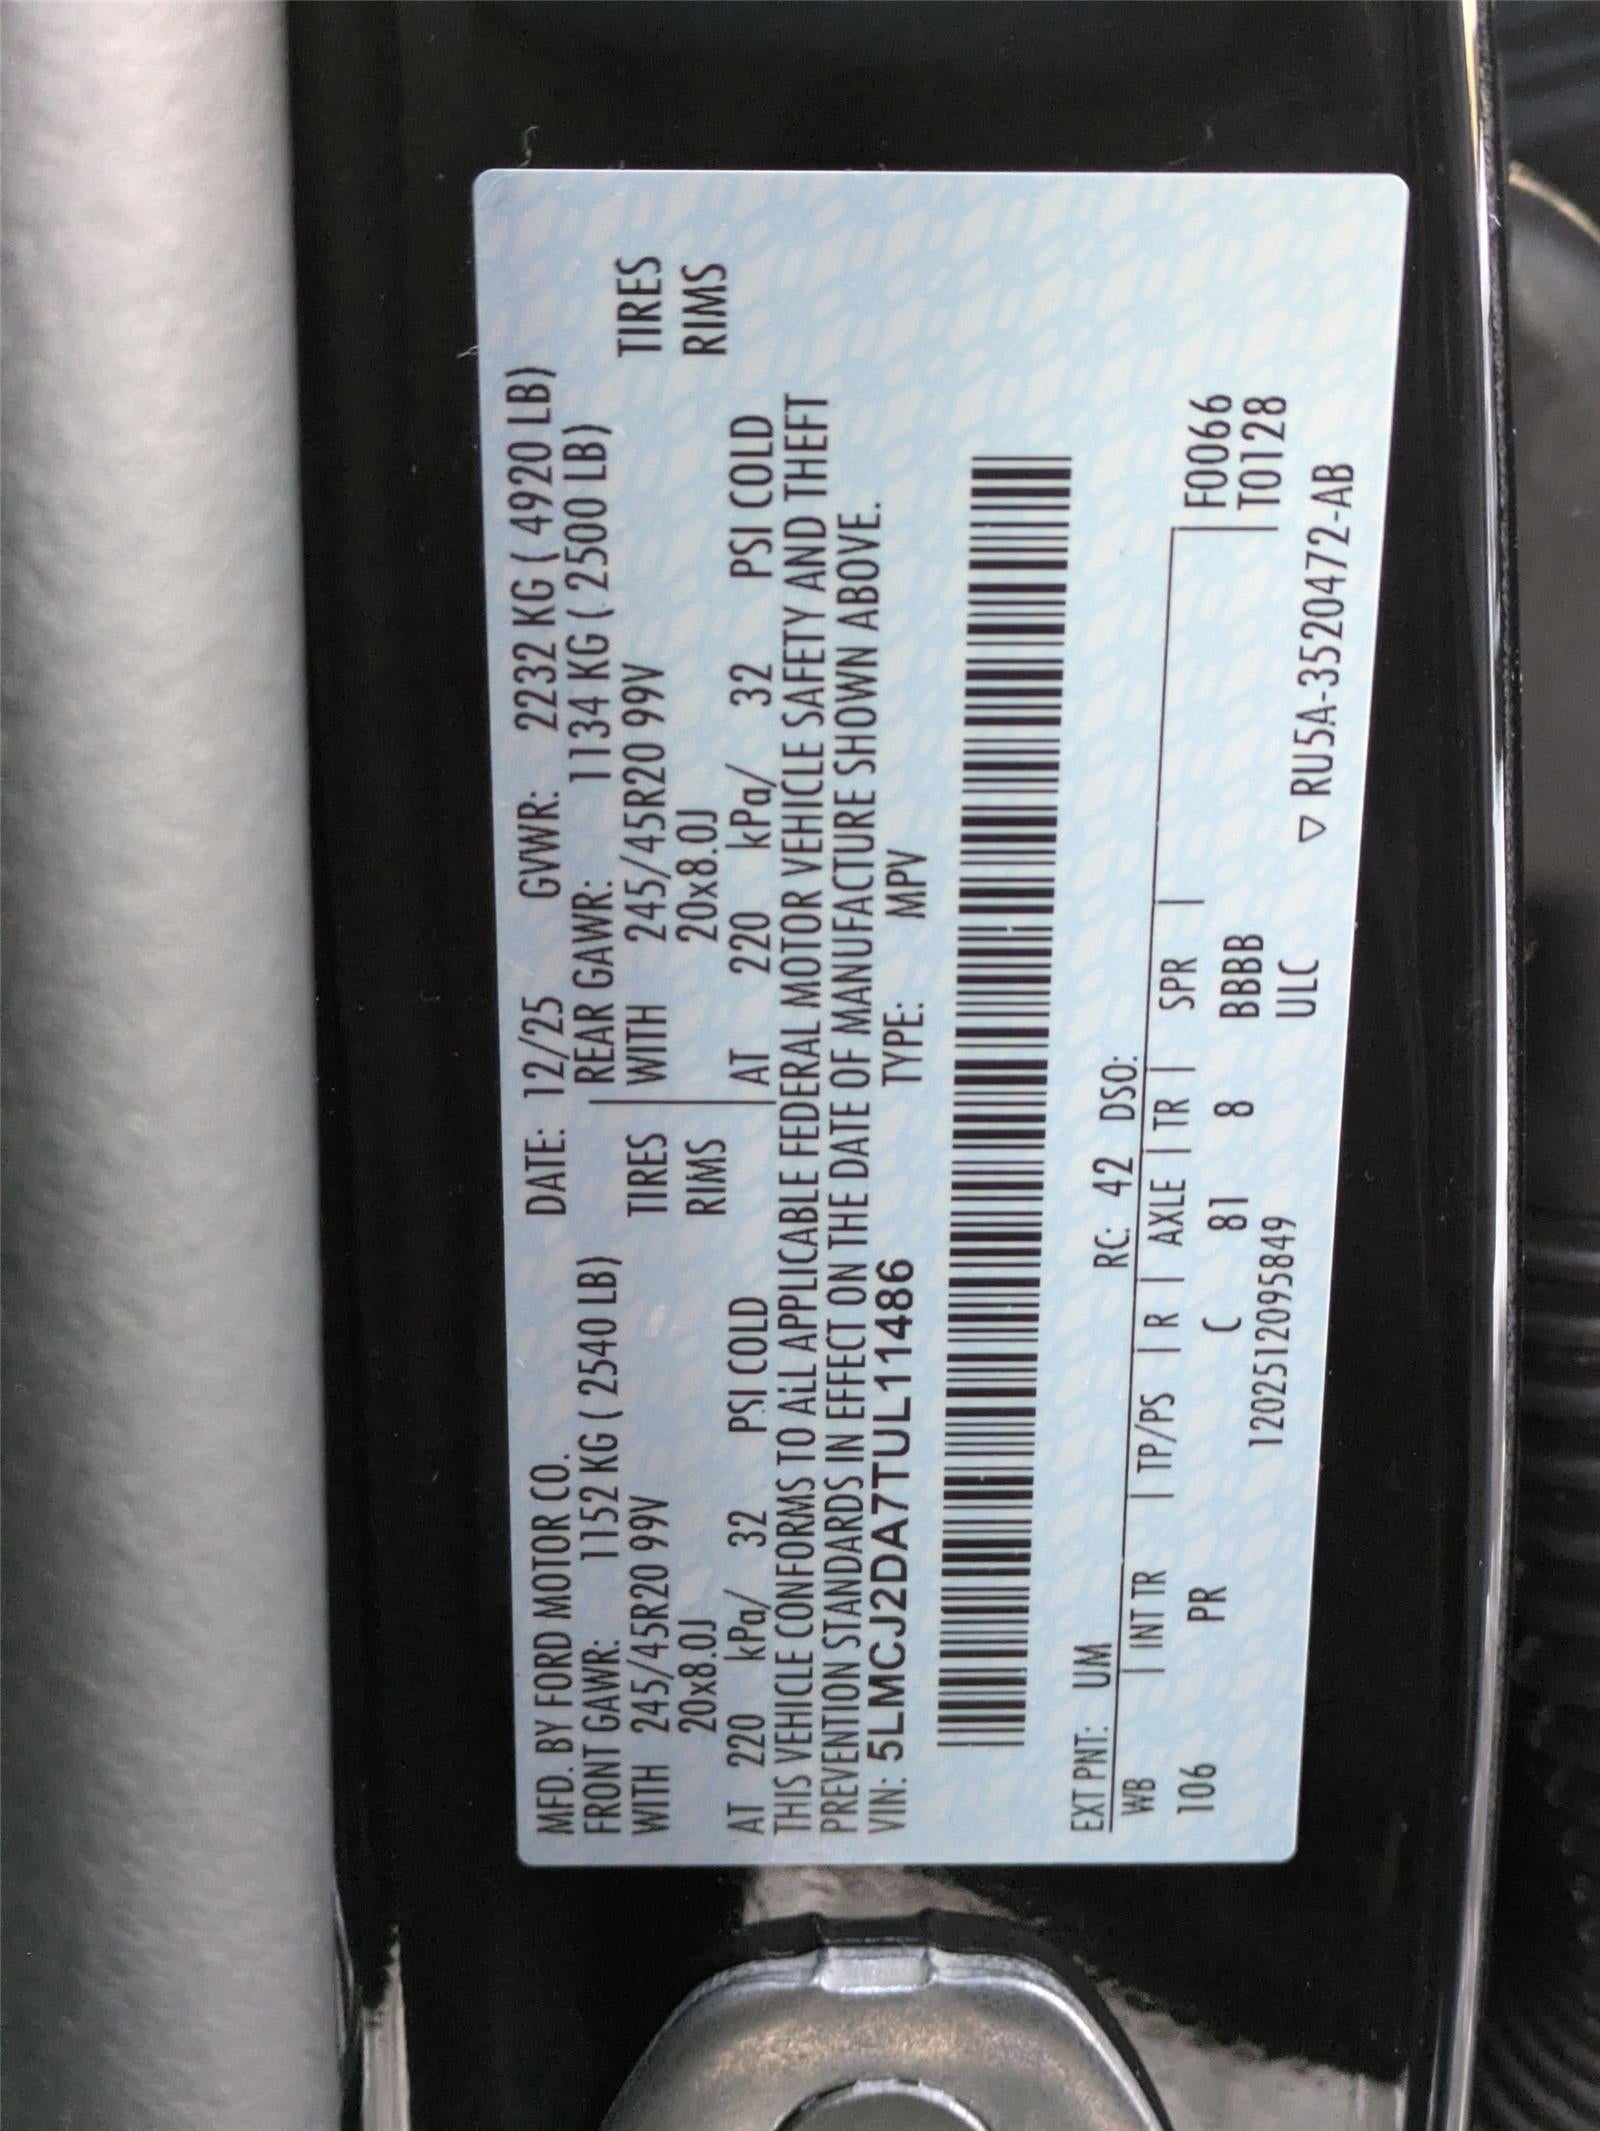 MFD. BY FORD MOTOR CO. DATE: 12/25 GVWR: 2232 KG ( 4920 LB)
FRONT GAWR: 1152 KG ( 2540 LB) REAR GAWR: 1134 KG ( 2500 LB)
WITH 245/45R20 99V TIRES WITH 245/45R20 99V TIRES
20x8.0J RIMS 20x8.0J RIMS
AT 220 kPa/ 32 PSI COLD AT 220 kPa/ 32 PSI COLD
THIS VEHICLE CONFORMS TO ALL APPLICABLE FEDERAL MOTOR VEHICLE SAFETY AND THEFT
PREVENTION STANDARDS IN EFFECT ON THE DATE OF MANUFACTURE SHOWN ABOVE.
VIN: 5LMCJ2DA7TUL11486 TYPE: MPV
EXT PNT: UM RC: 42 DSO:
WB | INT TR | TP/PS | R | AXLE | TR | SPR | F0066
106 PR C 81 8 BBBB T0128
1202512095849 ULC
▽ RU5A-3520472-AB